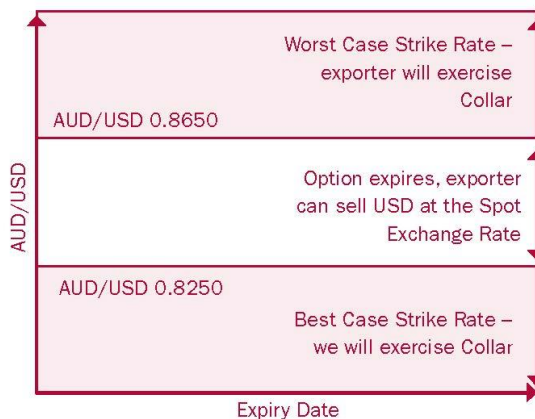 Worst Case Strike Rate –
exporter will exercise
Collar
AUD/USD 0.8650
AUD/USD
Option expires, exporter
can sell USD at the Spot
Exchange Rate
AUD/USD 0.8250
Best Case Strike Rate –
we will exercise Collar
Expiry Date